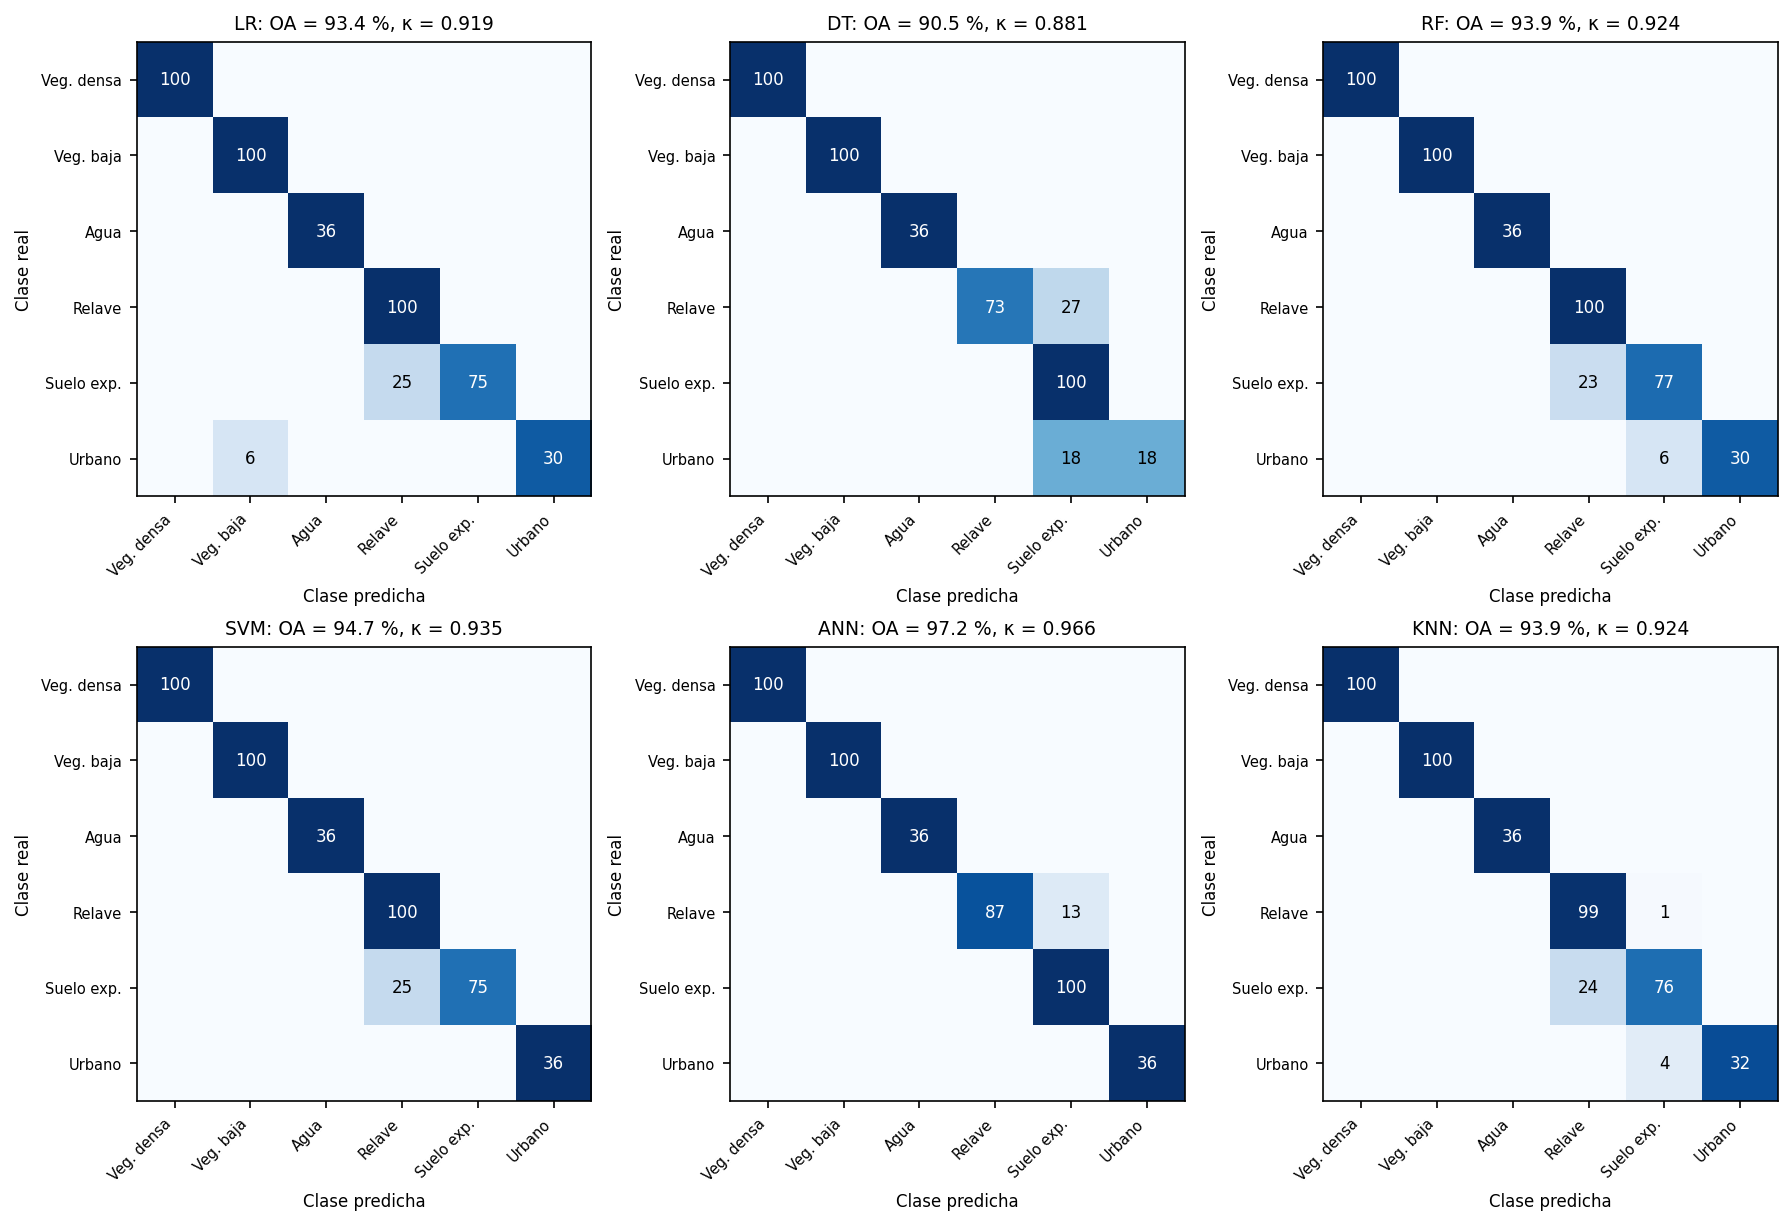 LR: OA = 93.4 %, κ = 0.919
Clase real
Veg. densa
Veg. baja
Agua
Relave
Suelo exp.
Urbano
100
100
36
100
25 75
6 30
Veg. densa
Veg. baja
Agua
Relave
Suelo exp.
Urbano
Clase predicha
DT: OA = 90.5 %, κ = 0.881
Clase real
Veg. densa
Veg. baja
Agua
Relave
Suelo exp.
Urbano
100
100
36
73 27
100
18 18
Veg. densa
Veg. baja
Agua
Relave
Suelo exp.
Urbano
Clase predicha
RF: OA = 93.9 %, κ = 0.924
Clase real
Veg. densa
Veg. baja
Agua
Relave
Suelo exp.
Urbano
100
100
36
100
23 77
6 30
Veg. densa
Veg. baja
Agua
Relave
Suelo exp.
Urbano
Clase predicha
SVM: OA = 94.7 %, κ = 0.935
Clase real
Veg. densa
Veg. baja
Agua
Relave
Suelo exp.
Urbano
100
100
36
100
25 75
36
Veg. densa
Veg. baja
Agua
Relave
Suelo exp.
Urbano
Clase predicha
ANN: OA = 97.2 %, κ = 0.966
Clase real
Veg. densa
Veg. baja
Agua
Relave
Suelo exp.
Urbano
100
100
36
87 13
100
36
Veg. densa
Veg. baja
Agua
Relave
Suelo exp.
Urbano
Clase predicha
KNN: OA = 93.9 %, κ = 0.924
Clase real
Veg. densa
Veg. baja
Agua
Relave
Suelo exp.
Urbano
100
100
36
99 1
24 76
4 32
Veg. densa
Veg. baja
Agua
Relave
Suelo exp.
Urbano
Clase predicha